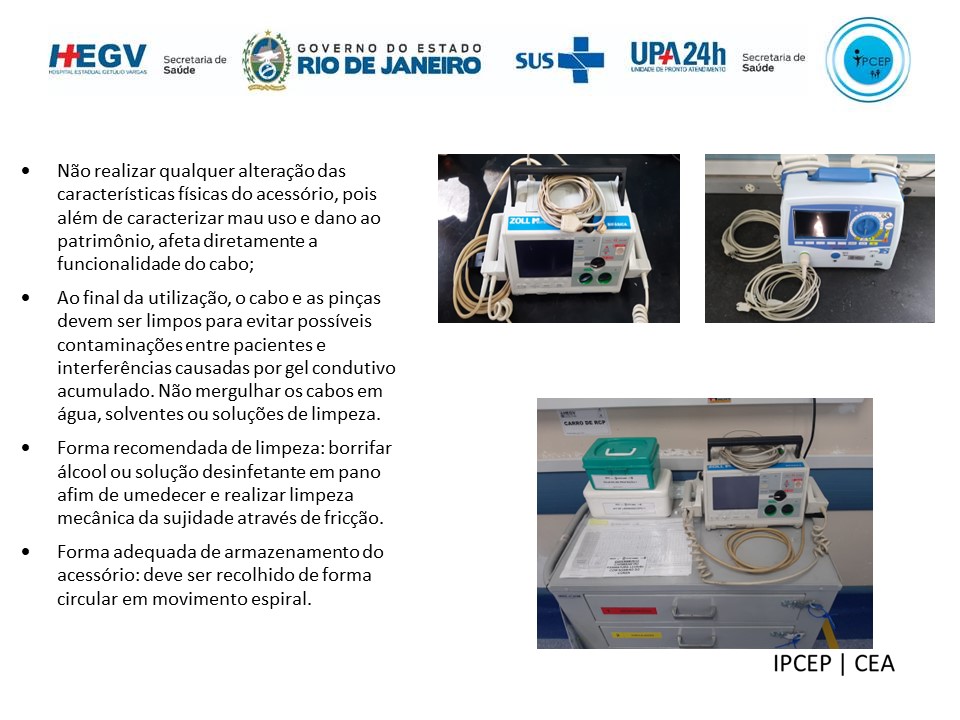 HEGV
HOSPITAL ESTADUAL GETÚLIO VARGAS
Secretaria de
Saúde
GOVERNO DO ESTADO
RIO DE JANEIRO
SUS
UPA24h
UNIDADE DE PRONTO ATENDIMENTO
Secretaria de
Saúde
IPCEP
• Não realizar qualquer alteração das
características físicas do acessório, pois
além de caracterizar mau uso e dano ao
patrimônio, afeta diretamente a
funcionalidade do cabo;
• Ao final da utilização, o cabo e as pinças
devem ser limpos para evitar possíveis
contaminações entre pacientes e
interferências causadas por gel condutivo
acumulado. Não mergulhar os cabos em
água, solventes ou soluções de limpeza.
• Forma recomendada de limpeza: borrifar
álcool ou solução desinfetante em pano
afim de umedecer e realizar limpeza
mecânica da sujidade através de fricção.
• Forma adequada de armazenamento do
acessório: deve ser recolhido de forma
circular em movimento espiral.
ZOLL
CARRO DE RCP
ZOLL
IPCEP | CEA